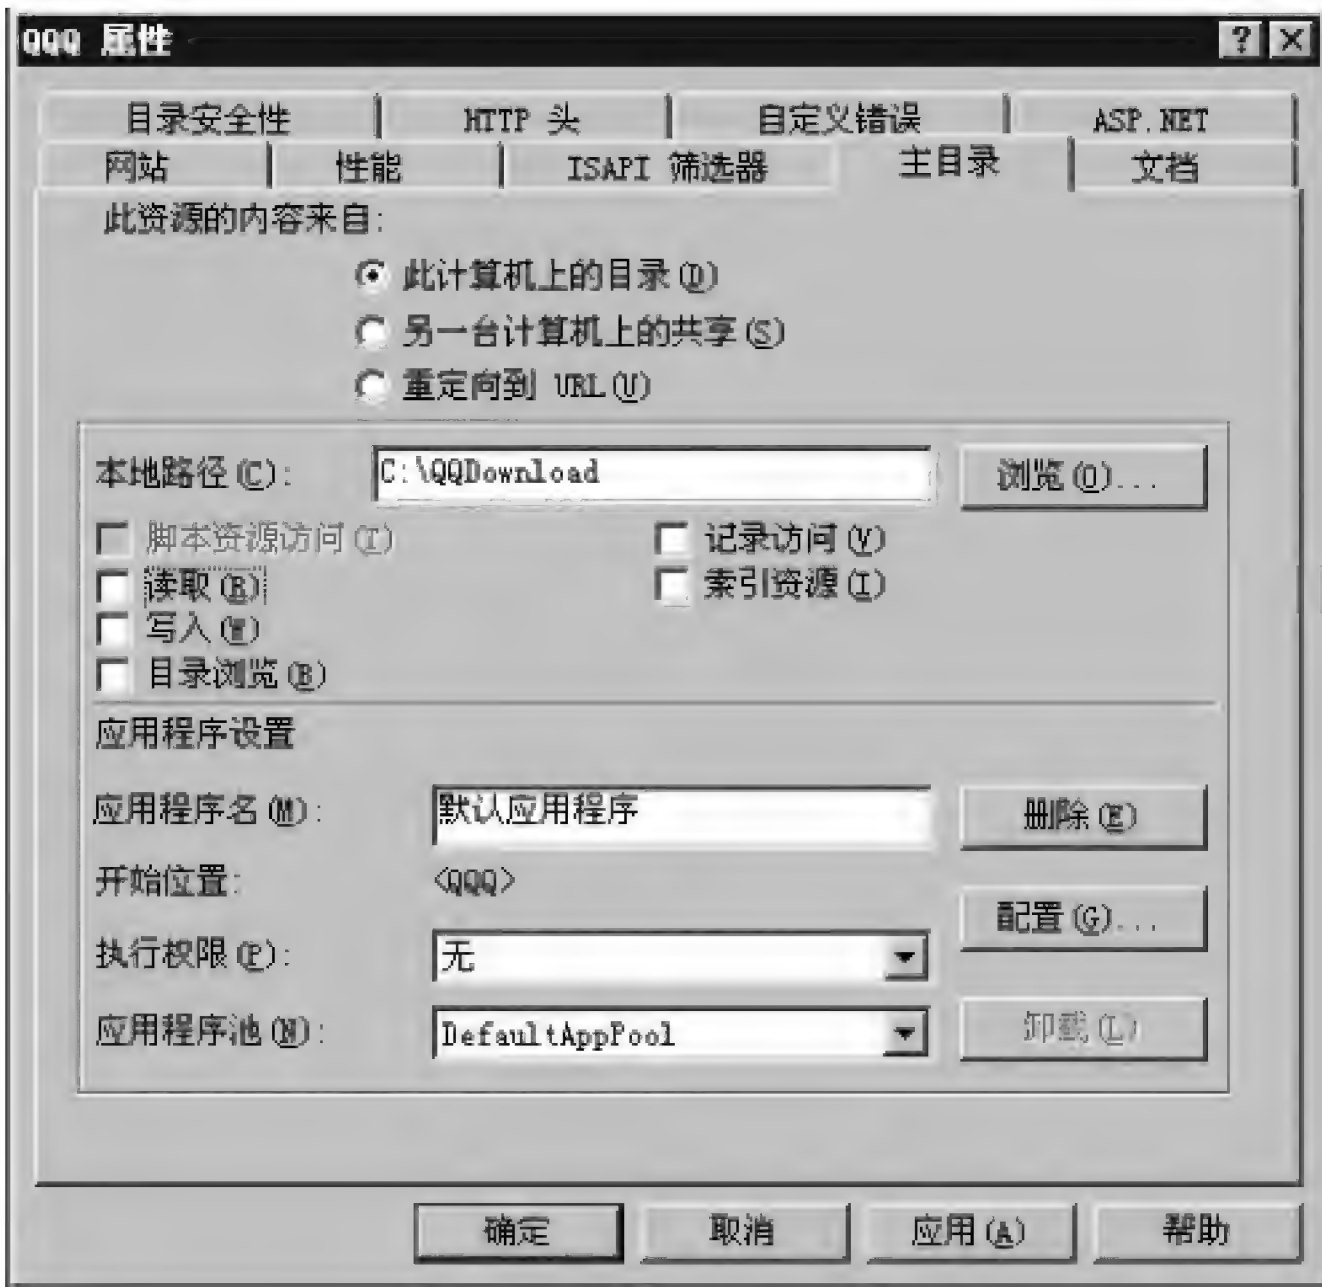 QQQ 属性
目录安全性 HTTP 头 自定义错误 ASP.NET
网站 性能 ISAPI 筛选器 主目录 文档
此资源的内容来自:
此计算机上的目录(D)
另一台计算机上的共享(S)
重定向到 URL(U)
本地路径(C): C:\QQDownload 浏览(O)...
脚本资源访问(T) 记录访问(V)
读取(R) 索引资源(I)
写入(W)
目录浏览(B)
应用程序设置
应用程序名(M): 默认应用程序 删除(E)
开始位置: <QQQ>
配置(G)...
执行权限(P): 无
应用程序池(N): DefaultAppPool 卸载(L)
确定 取消 应用(A) 帮助